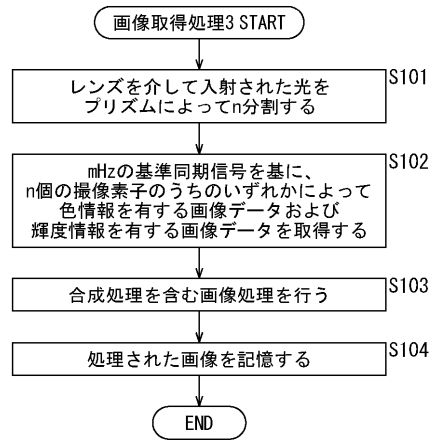 画像取得処理3 START
S101
レンズを介して入射された光を
プリズムによってn分割する
S102
mHzの基準同期信号を基に、
n個の撮像素子のうちのいずれかによって
色情報を有する画像データおよび
輝度情報を有する画像データを取得する
S103
合成処理を含む画像処理を行う
S104
処理された画像を記憶する
END